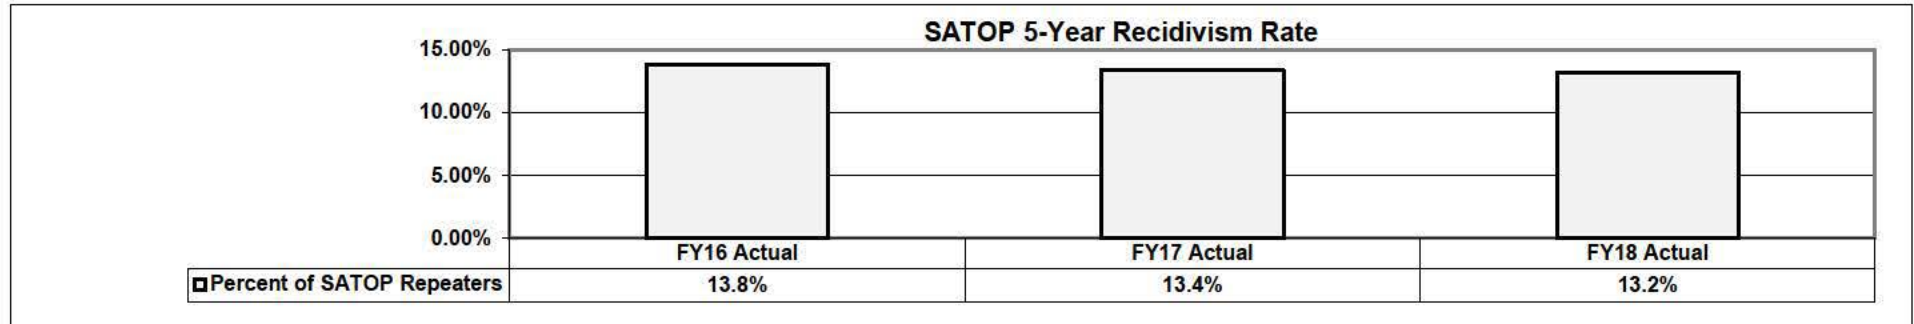 SATOP 5-Year Recidivism Rate
15.00%
10.00%
5.00%
0.00%
FY16 Actual FY17 Actual FY18 Actual
Percent of SATOP Repeaters 13.8% 13.4% 13.2%